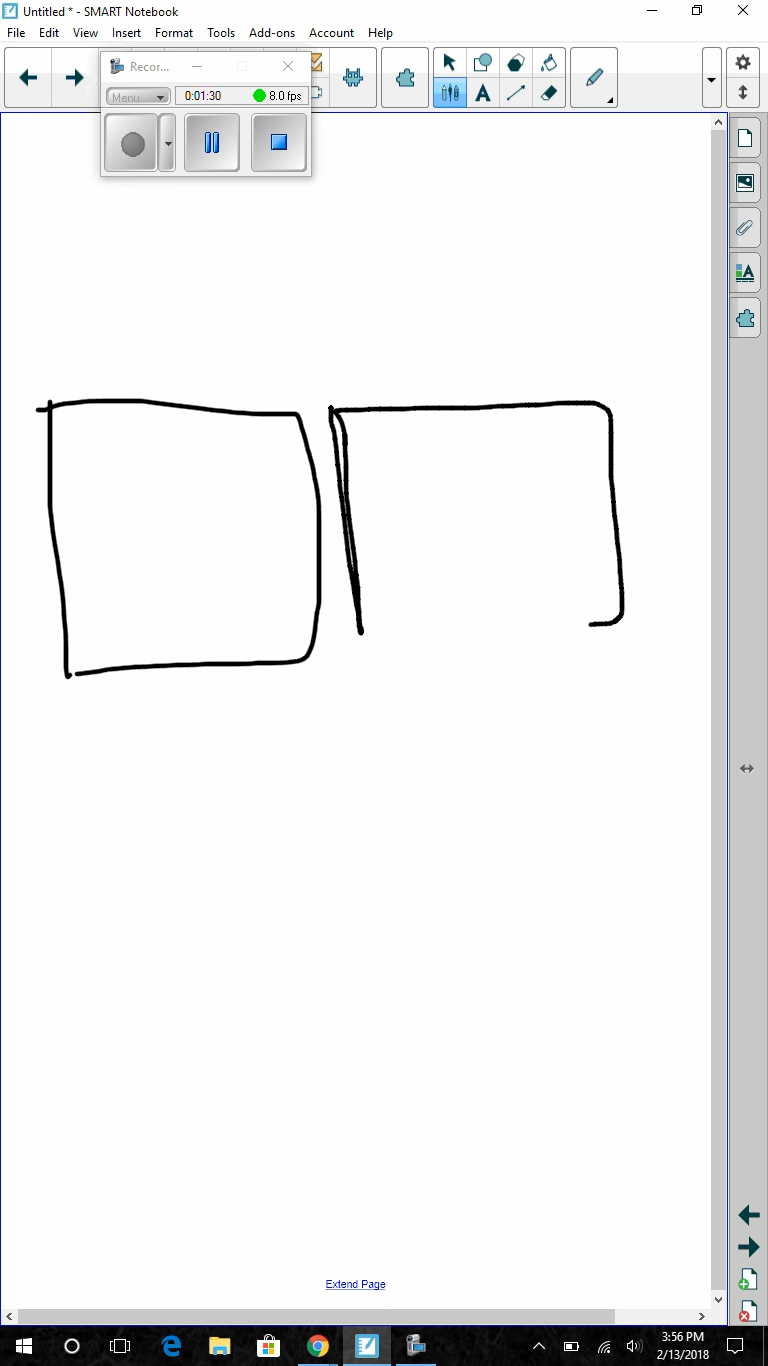 Untitled * - SMART Notebook
File Edit View Insert Format Tools Add-ons Account Help
Recor...
Menu 0:01:30 8.0 fps
A
A
Extend Page
3:56 PM
2/13/2018